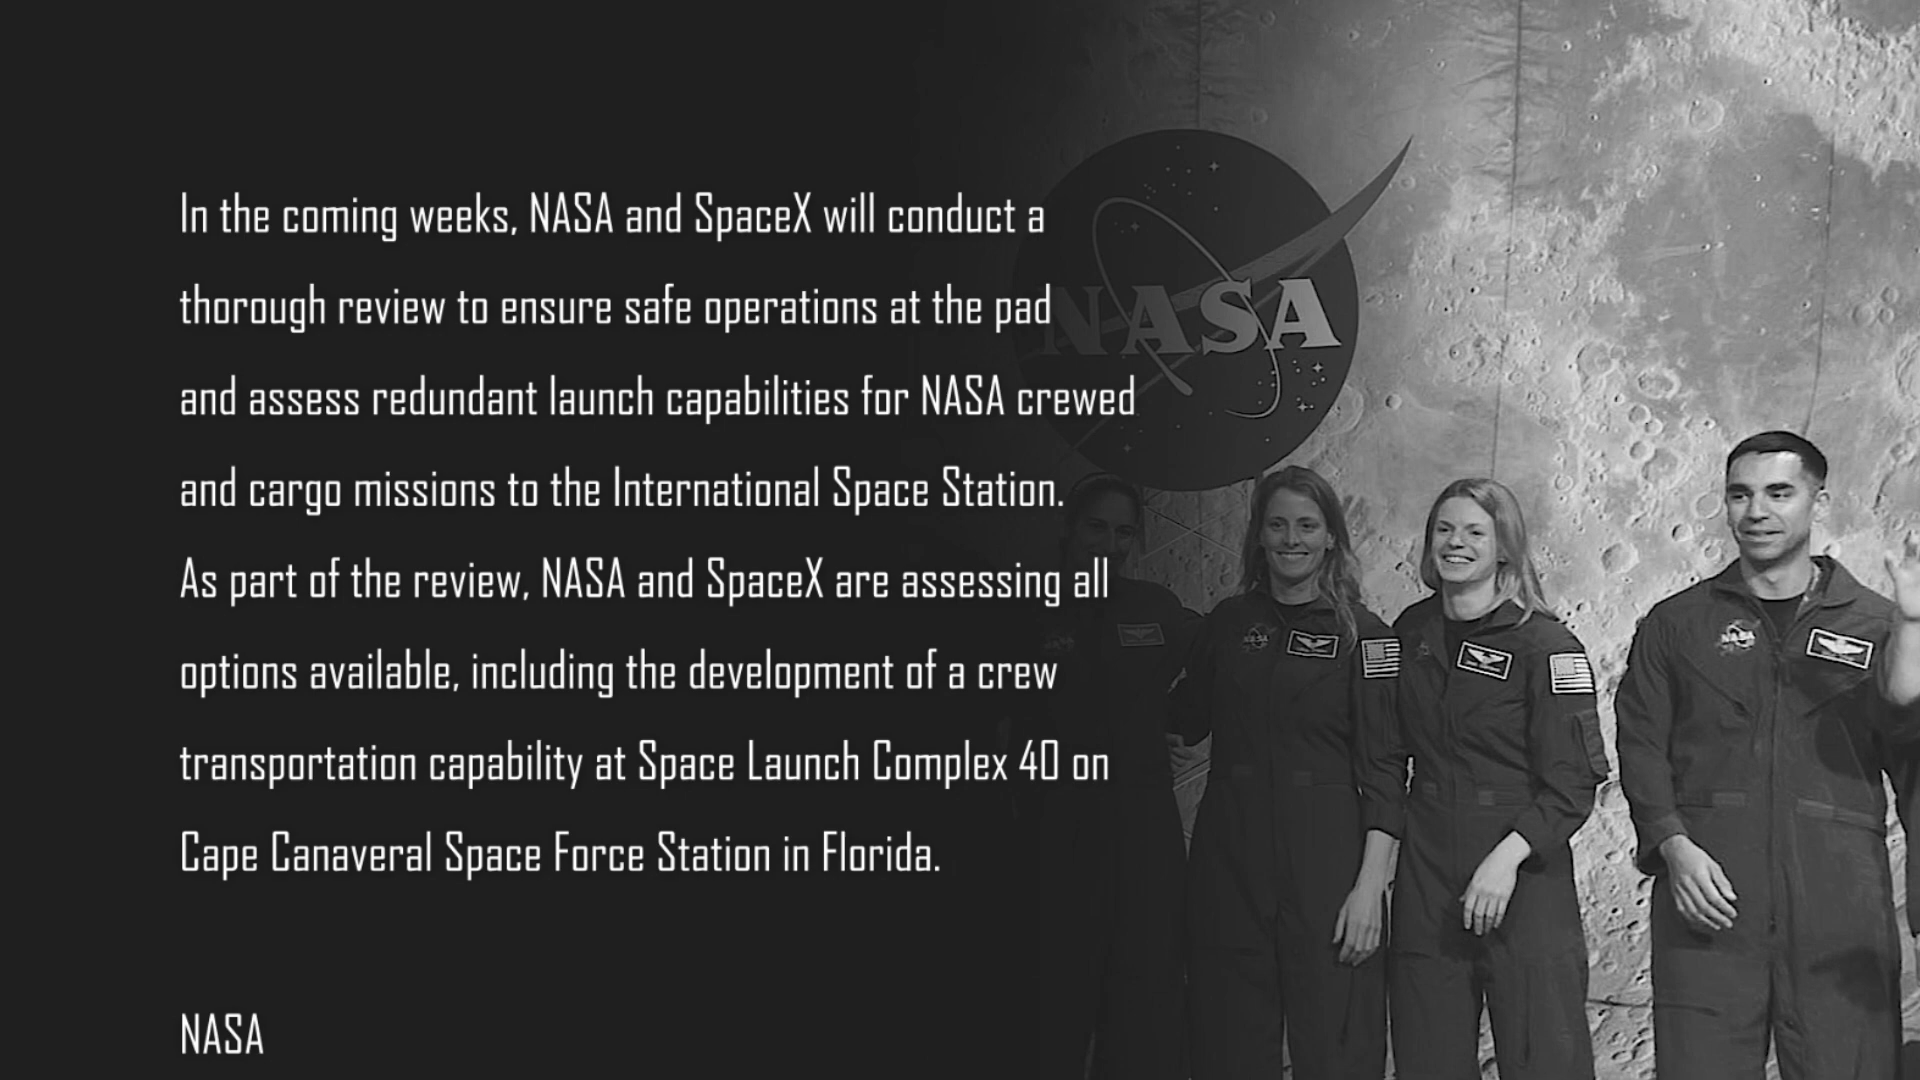 In the coming weeks, NASA and SpaceX will conduct a
thorough review to ensure safe operations at the pad
and assess redundant launch capabilities for NASA crewed
and cargo missions to the International Space Station.
As part of the review, NASA and SpaceX are assessing all
options available, including the development of a crew
transportation capability at Space Launch Complex 40 on
Cape Canaveral Space Force Station in Florida.
NASA
NASA
NASA
NASA